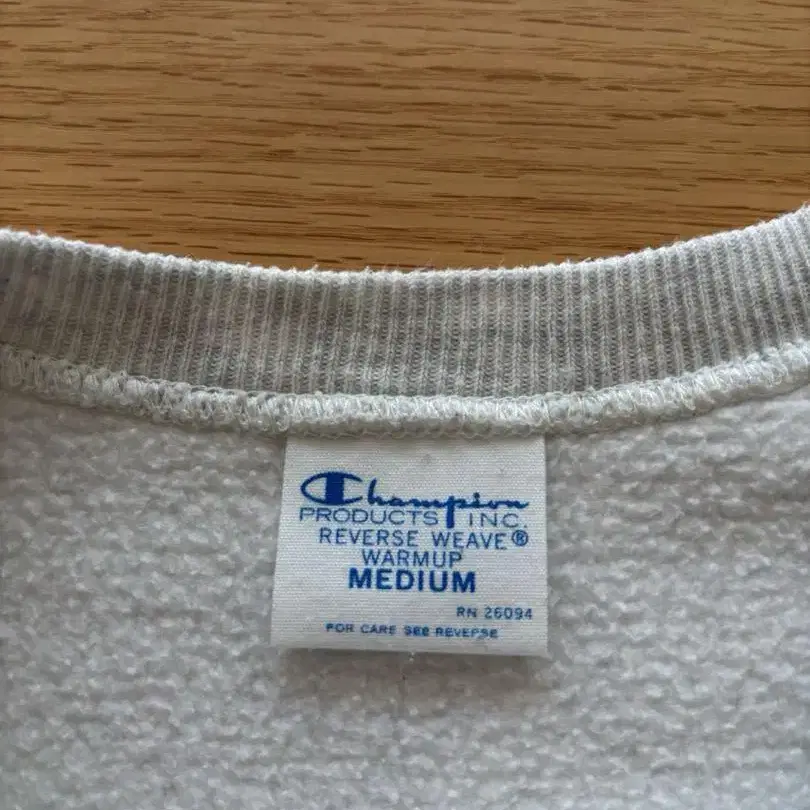 Champion
PRODUCTS INC.
REVERSE WEAVE®
WARMUP
MEDIUM
RN 26094
FOR CARE SEE REVERSE